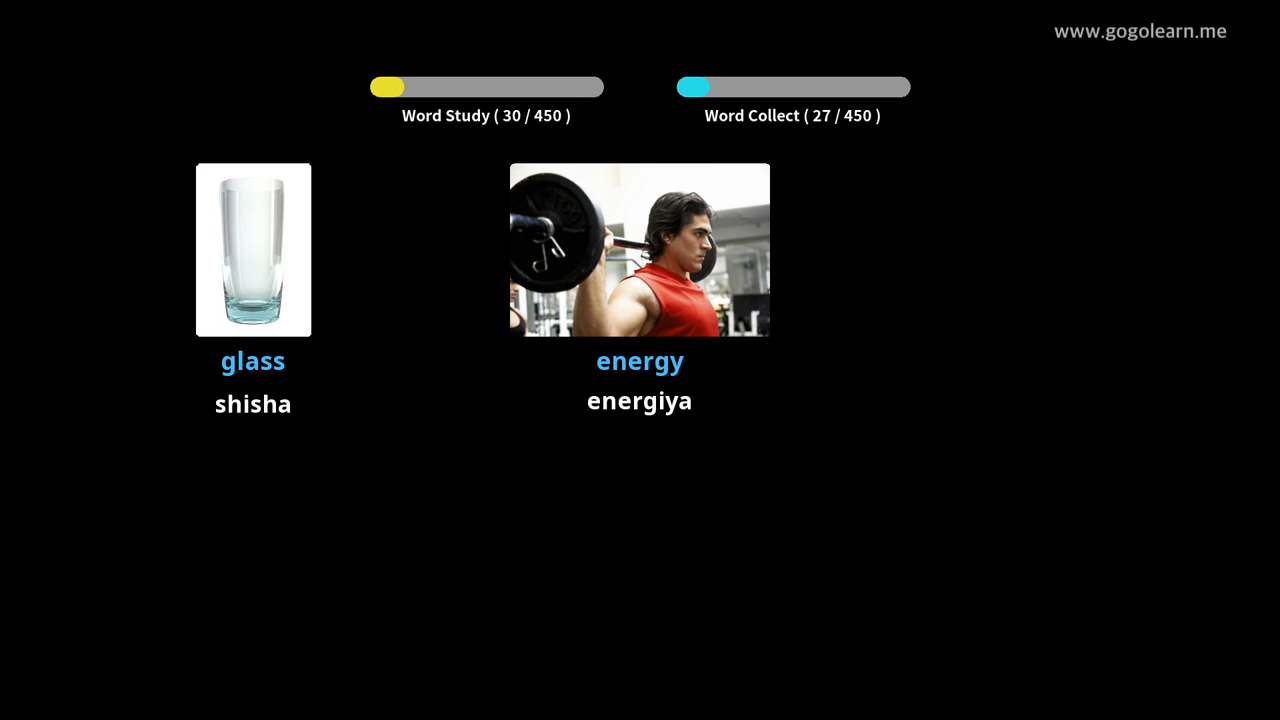 www.gogolearn.me
Word Study ( 30 / 450 )
Word Collect ( 27 / 450 )
glass
shisha
energy
energiya